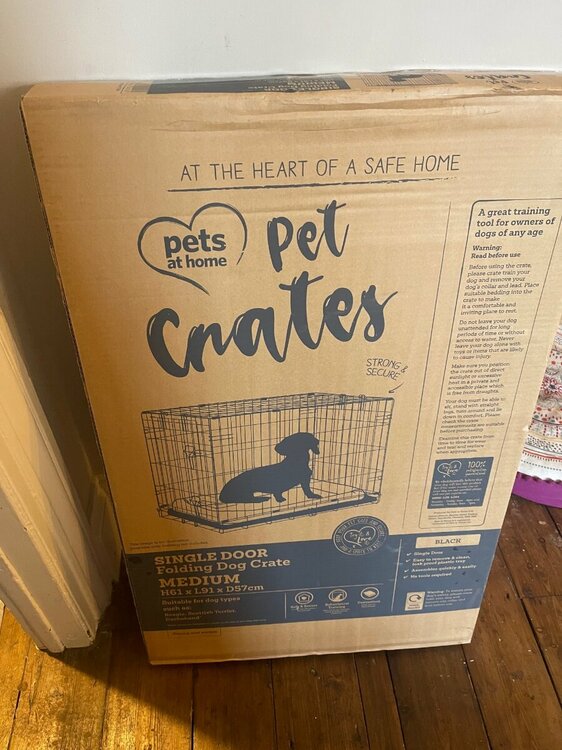 AT THE HEART OF A SAFE HOME
pets
at home
Pet
Crates
STRONG &
SECURE
A great training
tool for owners of
dogs of any age
Warning:
Read before use
Before using the crate,
please crate train your
dog and remove your
dog's collar and lead. Place
suitable bedding into the
crate to make
it a comfortable and
inviting place to rest.
Do not leave your dog
unattended for long
periods of time or without
access to water. Never
leave your dog alone with
toys or items that are likely
to cause injury.
Make sure you position
the crate out of direct
sunlight or excessive
heat in a private and
accessible place which
is free from draughts.
Your dog must be able to
sit, stand with straight
legs, turn around and lie
down in comfort. Please
check the crate
measurements are suitable
before purchasing.
Examine this crate from
time to time for wear
and tear and replace
when appropriate.
100%
SINGLE DOOR
Folding Dog Crate
MEDIUM
H61 x L91 x D57cm
Suitable for dog types
such as:
Beagle, Scottish Terrier,
Dachshund
BLACK
Single Door
Easy to remove & clean,
leak proof plastic tray
Assembles quickly & easily
No tools required